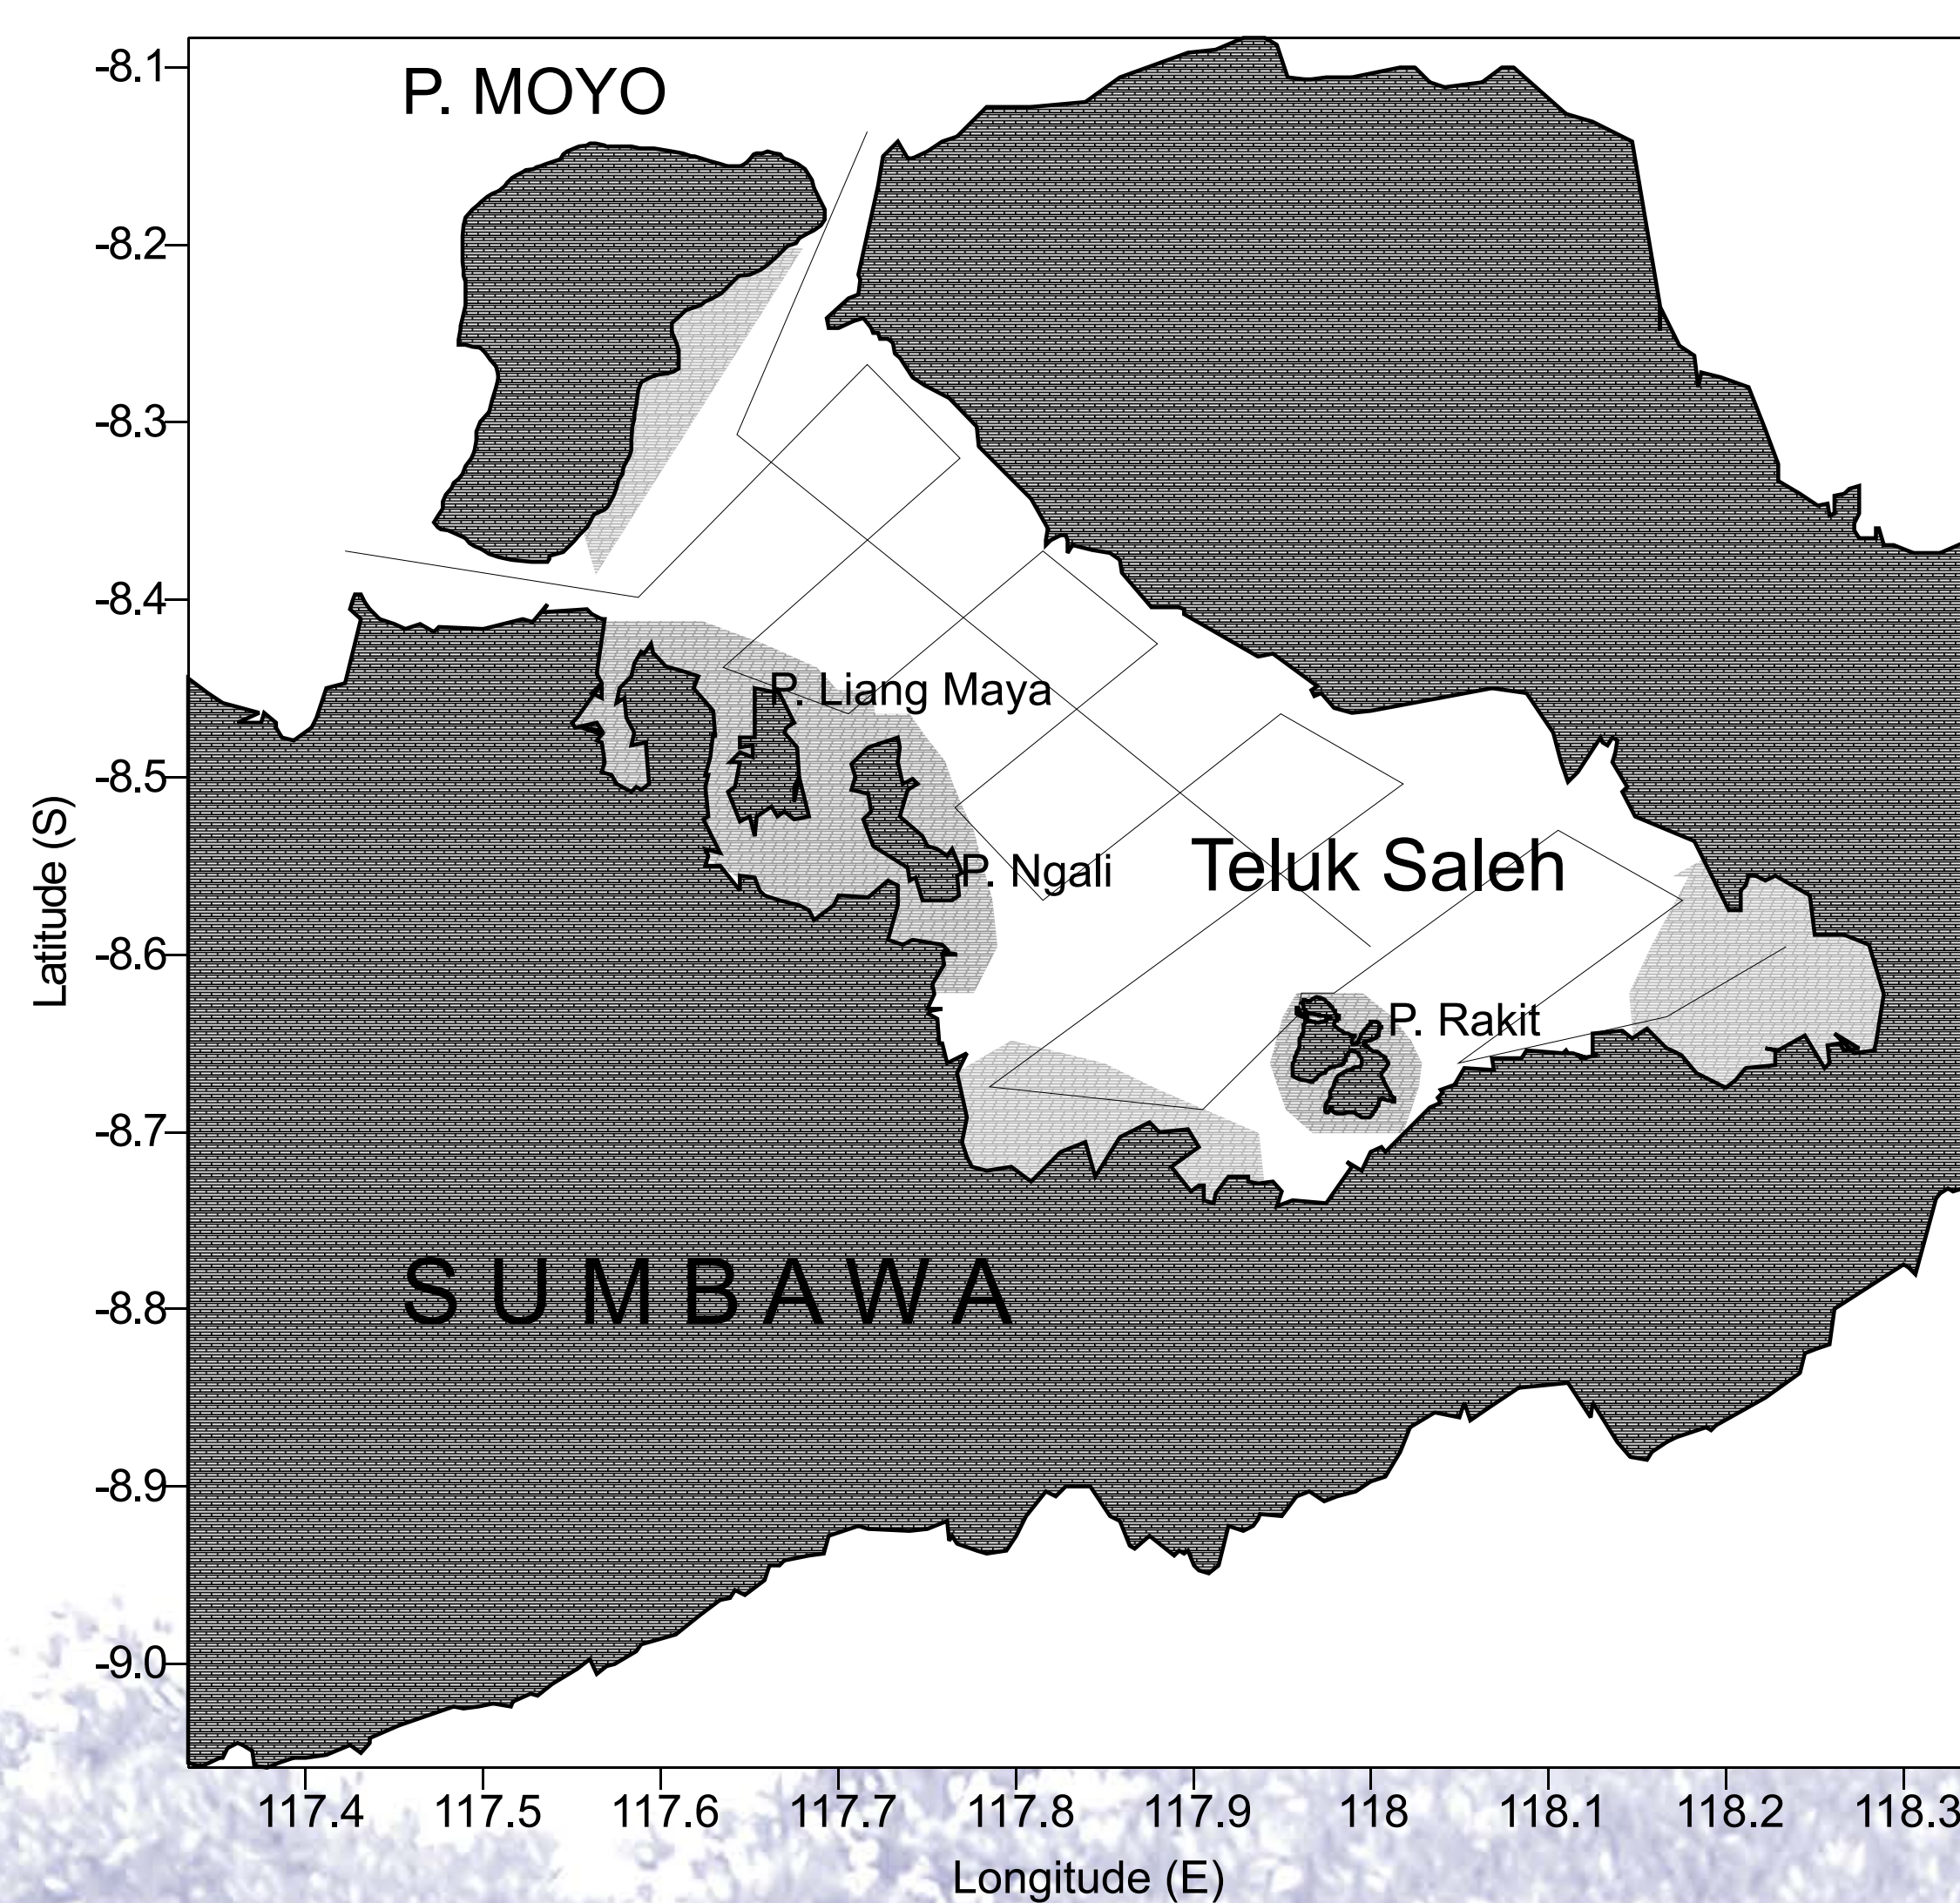 P. MOYO
-8.1
-8.2
-8.3
-8.4
-8.5
-8.6
-8.7
-8.8
-8.9
-9.0
Latitude (S)
P. Liang Maya
P. Ngali
Teluk Saleh
P. Rakit
S U M B A W A
117.4 117.5 117.6 117.7 117.8 117.9 118 118.1 118.2 118.3
Longitude (E)